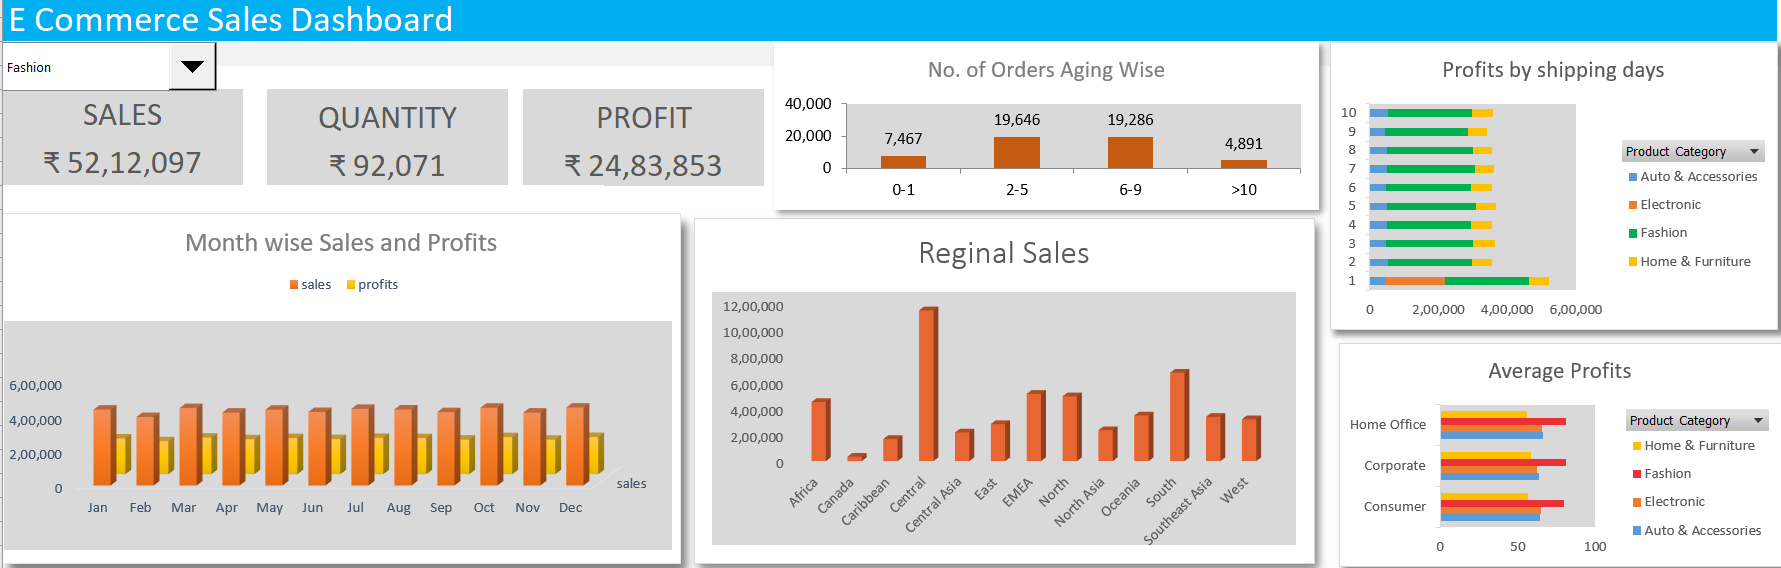 E Commerce Sales Dashboard
Fashion
SALES
₹ 52,12,097
QUANTITY
₹ 92,071
PROFIT
₹ 24,83,853
No. of Orders Aging Wise
40,000
20,000
0
7,467
19,646
19,286
4,891
0-1
2-5
6-9
>10
Profits by shipping days
10
9
8
7
6
5
4
3
2
1
0
2,00,000
4,00,000
6,00,000
Product Category
Auto & Accessories
Electronic
Fashion
Home & Furniture
Month wise Sales and Profits
sales
profits
6,00,000
4,00,000
2,00,000
0
Jan
Feb
Mar
Apr
May
Jun
Jul
Aug
Sep
Oct
Nov
Dec
sales
Reginal Sales
12,00,000
10,00,000
8,00,000
6,00,000
4,00,000
2,00,000
0
Africa
Canada
Caribbean
Central
Central Asia
East
EMEA
North
North Asia
Oceania
South
Southeast Asia
West
Average Profits
Home Office
Corporate
Consumer
0
50
100
Product Category
Home & Furniture
Fashion
Electronic
Auto & Accessories